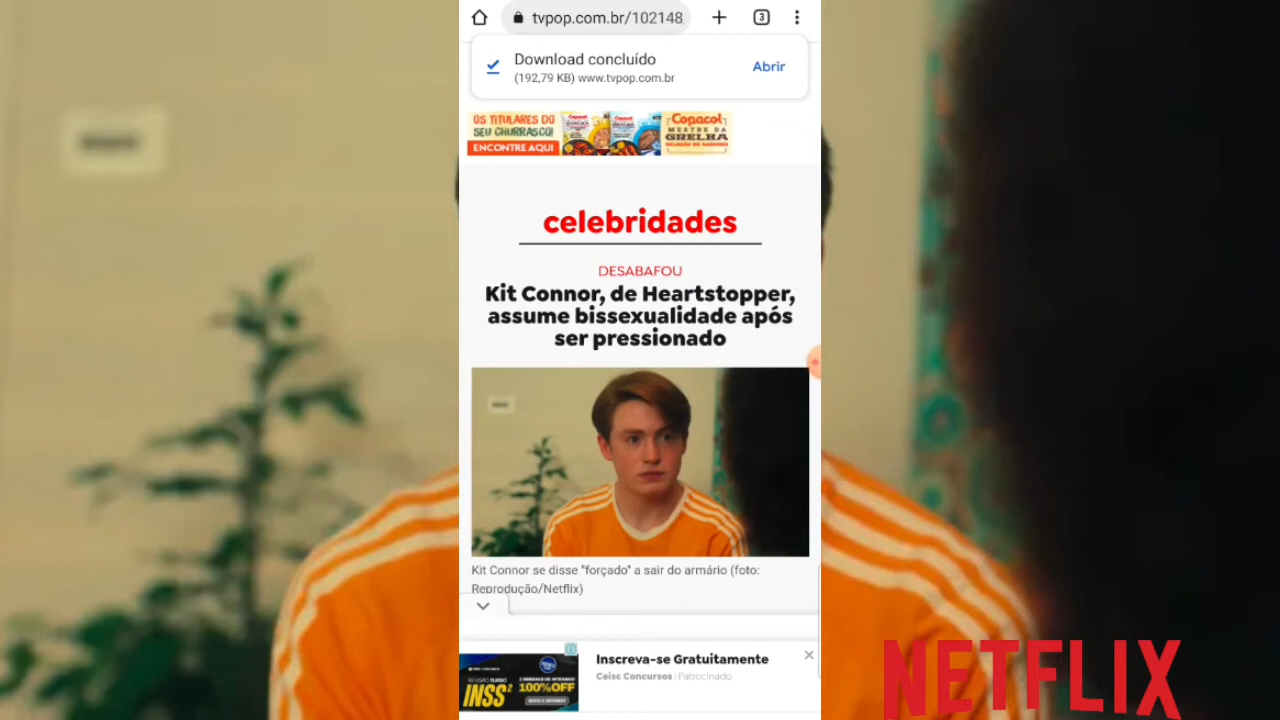 tvpop.com.br/102148
3
Download concluído
(192,79 KB) www.tvpop.com.br
Abrir
OS TITULARES DO
SEU CHURRASCO!
ENCONTRE AQUI
Copacol
MESTRE DA
GRELHA
celebridades
DESABAFOU
Kit Connor, de Heartstopper,
assume bissexualidade após
ser pressionado
Kit Connor se disse "forçado" a sair do armário (foto:
Reprodução/Netflix)
Inscreva-se Gratuitamente
Ceisc Concursos | Patrocinado
INSS
100%OFF
NETFLIX